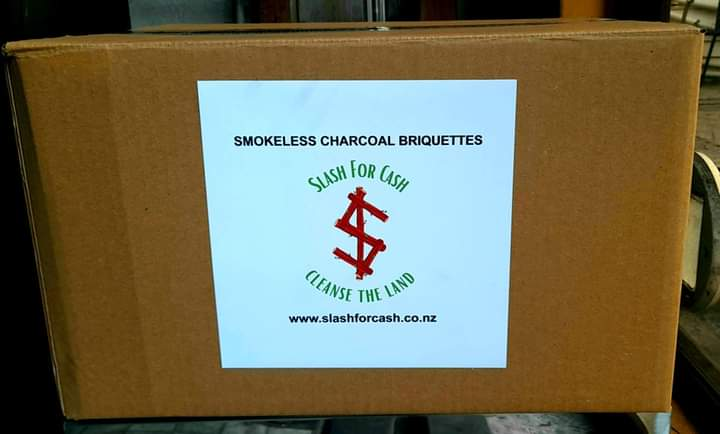 SMOKELESS CHARCOAL BRIQUETTES
SLASH FOR CASH
CLEANSE THE LAND
www.slashforcash.co.nz